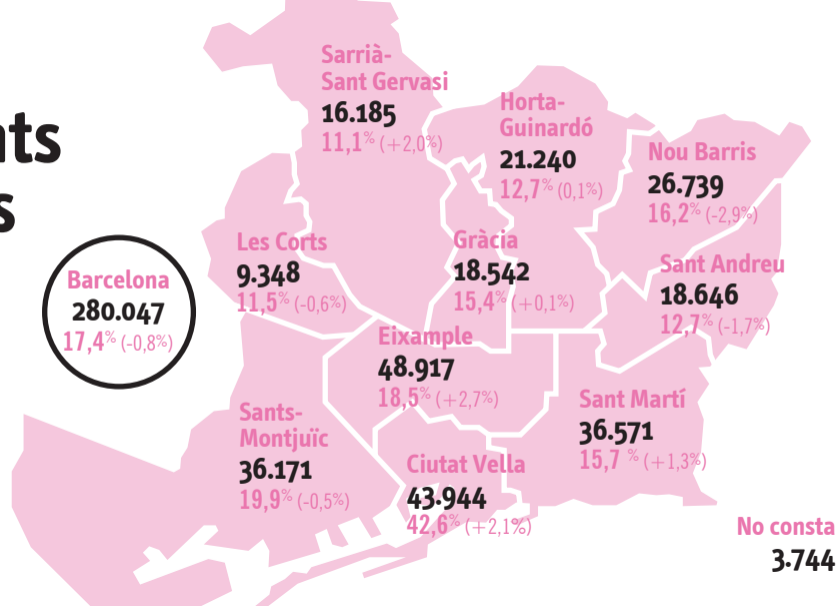 Sarrià-
Sant Gervasi
16.185
11,1% (+2,0%)
Horta-
Guinardó
21.240
12,7% (0,1%)
Nou Barris
26.739
16,2% (-2,9%)
Les Corts
9.348
11,5% (-0,6%)
Gràcia
18.542
15,4% (+0,1%)
Sant Andreu
18.646
12,7% (-1,7%)
Barcelona
280.047
17,4% (-0,8%)
Eixample
48.917
18,5% (+2,7%)
Sants-
Montjuïc
36.171
19,9% (-0,5%)
Ciutat Vella
43.944
42,6% (+2,1%)
Sant Martí
36.571
15,7 % (+1,3%)
No consta
3.744